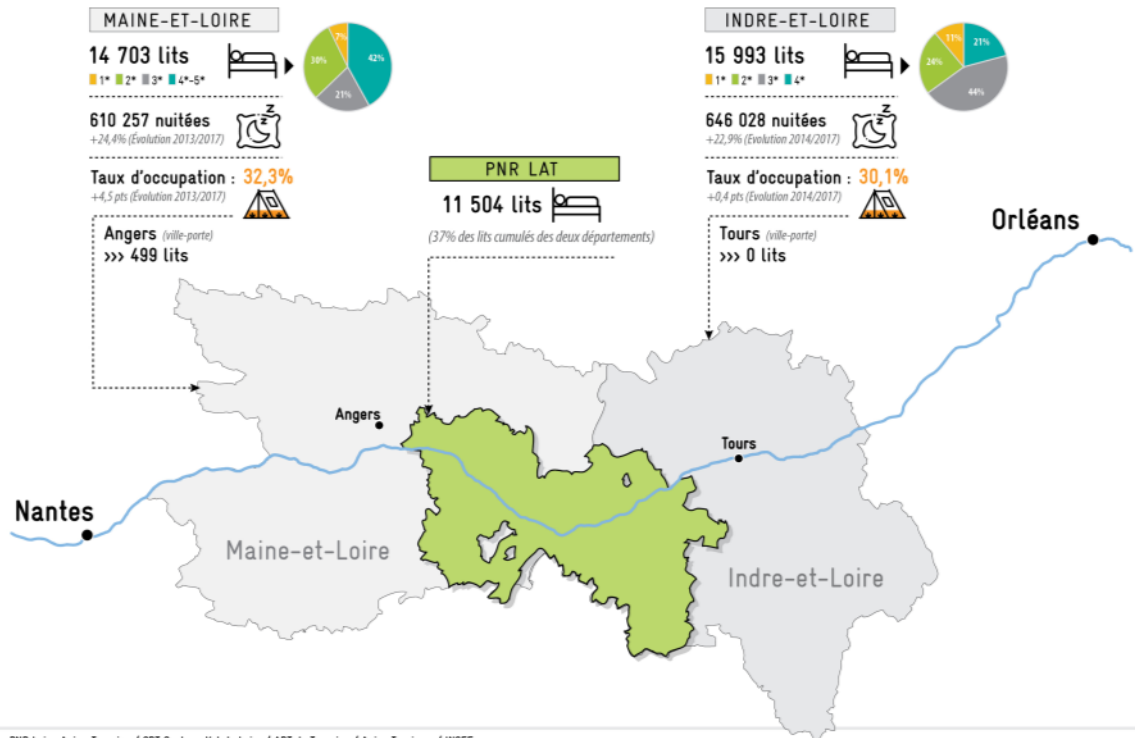 MAINE-ET-LOIRE
14 703 lits
1* 2* 3* 4*-5*
7%
42%
30%
21%
610 257 nuitées
+24,4% (Évolution 2013/2017)
Taux d'occupation : 32,3%
+4,5 pts (Évolution 2013/2017)
Angers (ville-porte)
>>> 499 lits
PNR LAT
11 504 lits
(37% des lits cumulés des deux départements)
INDRE-ET-LOIRE
15 993 lits
1* 2* 3* 4*
11%
21%
24%
44%
646 028 nuitées
+22,9% (Évolution 2014/2017)
Taux d'occupation : 30,1%
+0,4 pts (Évolution 2014/2017)
Tours (ville-porte)
>>> 0 lits
Orléans
Angers
Tours
Nantes
Maine-et-Loire
Indre-et-Loire